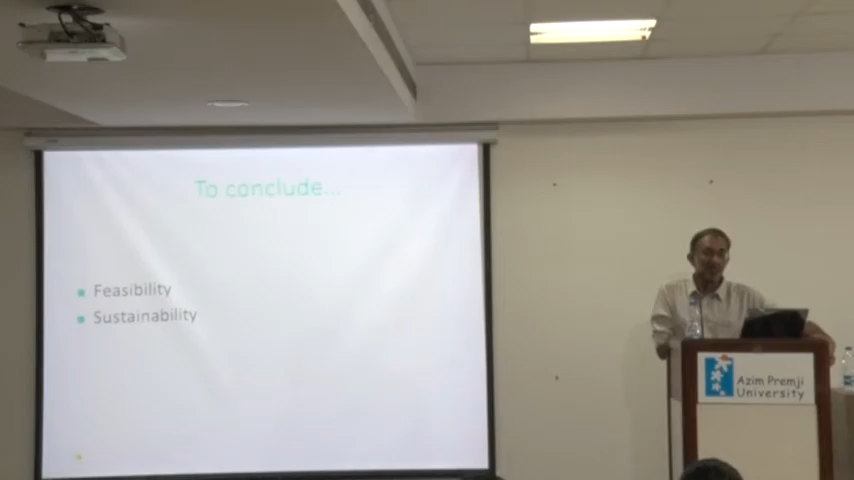 To conclude...
Feasibility
Sustainability
Azim Premji
University